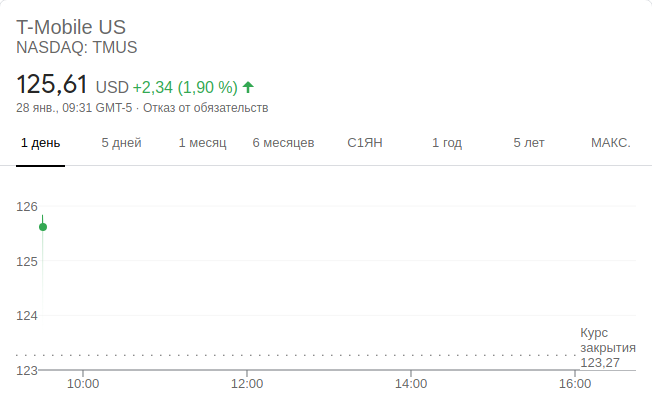 T-Mobile US
NASDAQ: TMUS
125,61 USD +2,34 (1,90 %)
28 янв., 09:31 GMT-5 · Отказ от обязательств
1 день 5 дней 1 месяц 6 месяцев С1ЯН 1 год 5 лет МАКС.
126
125
124
Курс
закрытия
123,27
123
10:00 12:00 14:00 16:00